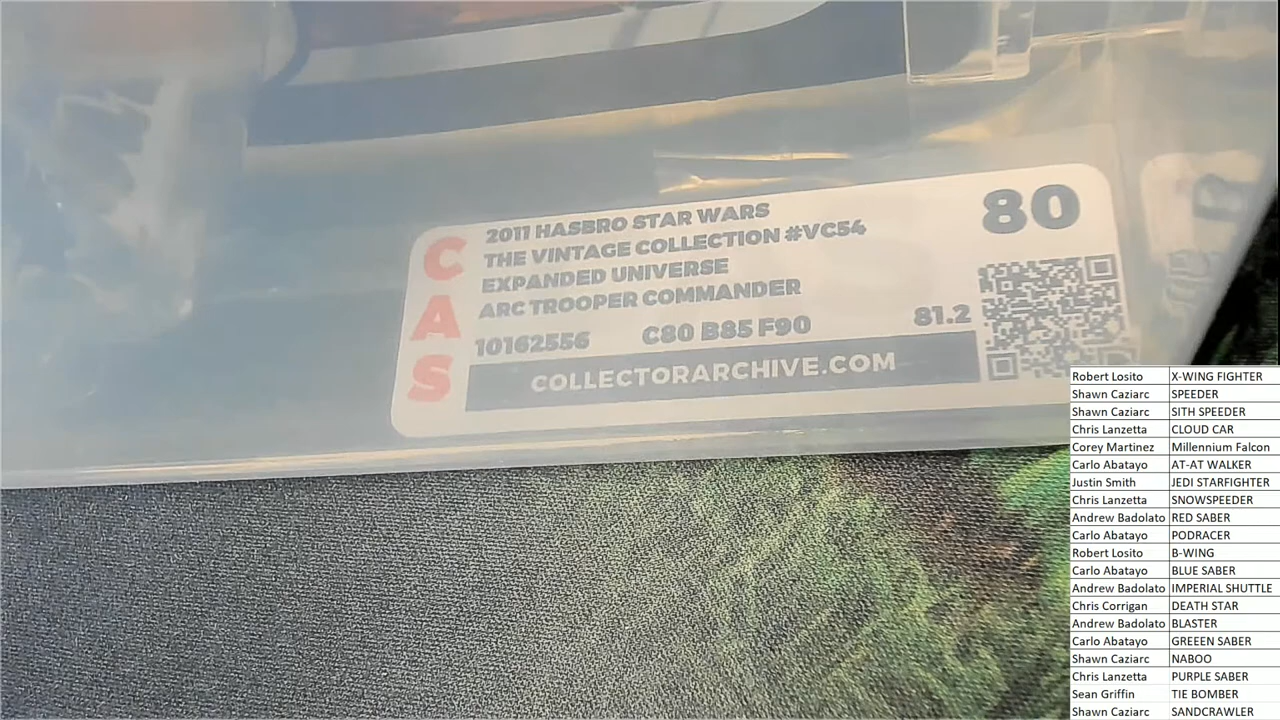 CAS
2011 HASBRO STAR WARS
THE VINTAGE COLLECTION #VC54
EXPANDED UNIVERSE
ARC TROOPER COMMANDER
10162556 C80 B85 F90 81.2
80
COLLECTORARCHIVE.COM
Robert Losito X-WING FIGHTER
Shawn Caziarc SPEEDER
Shawn Caziarc SITH SPEEDER
Chris Lanzetta CLOUD CAR
Corey Martinez Millennium Falcon
Carlo Abatayo AT-AT WALKER
Justin Smith JEDI STARFIGHTER
Chris Lanzetta SNOWSPEEDER
Andrew Badolato RED SABER
Carlo Abatayo PODRACER
Robert Losito B-WING
Carlo Abatayo BLUE SABER
Andrew Badolato IMPERIAL SHUTTLE
Chris Corrigan DEATH STAR
Andrew Badolato BLASTER
Carlo Abatayo GREEEN SABER
Shawn Caziarc NABOO
Chris Lanzetta PURPLE SABER
Sean Griffin TIE BOMBER
Shawn Caziarc SANDCRAWLER